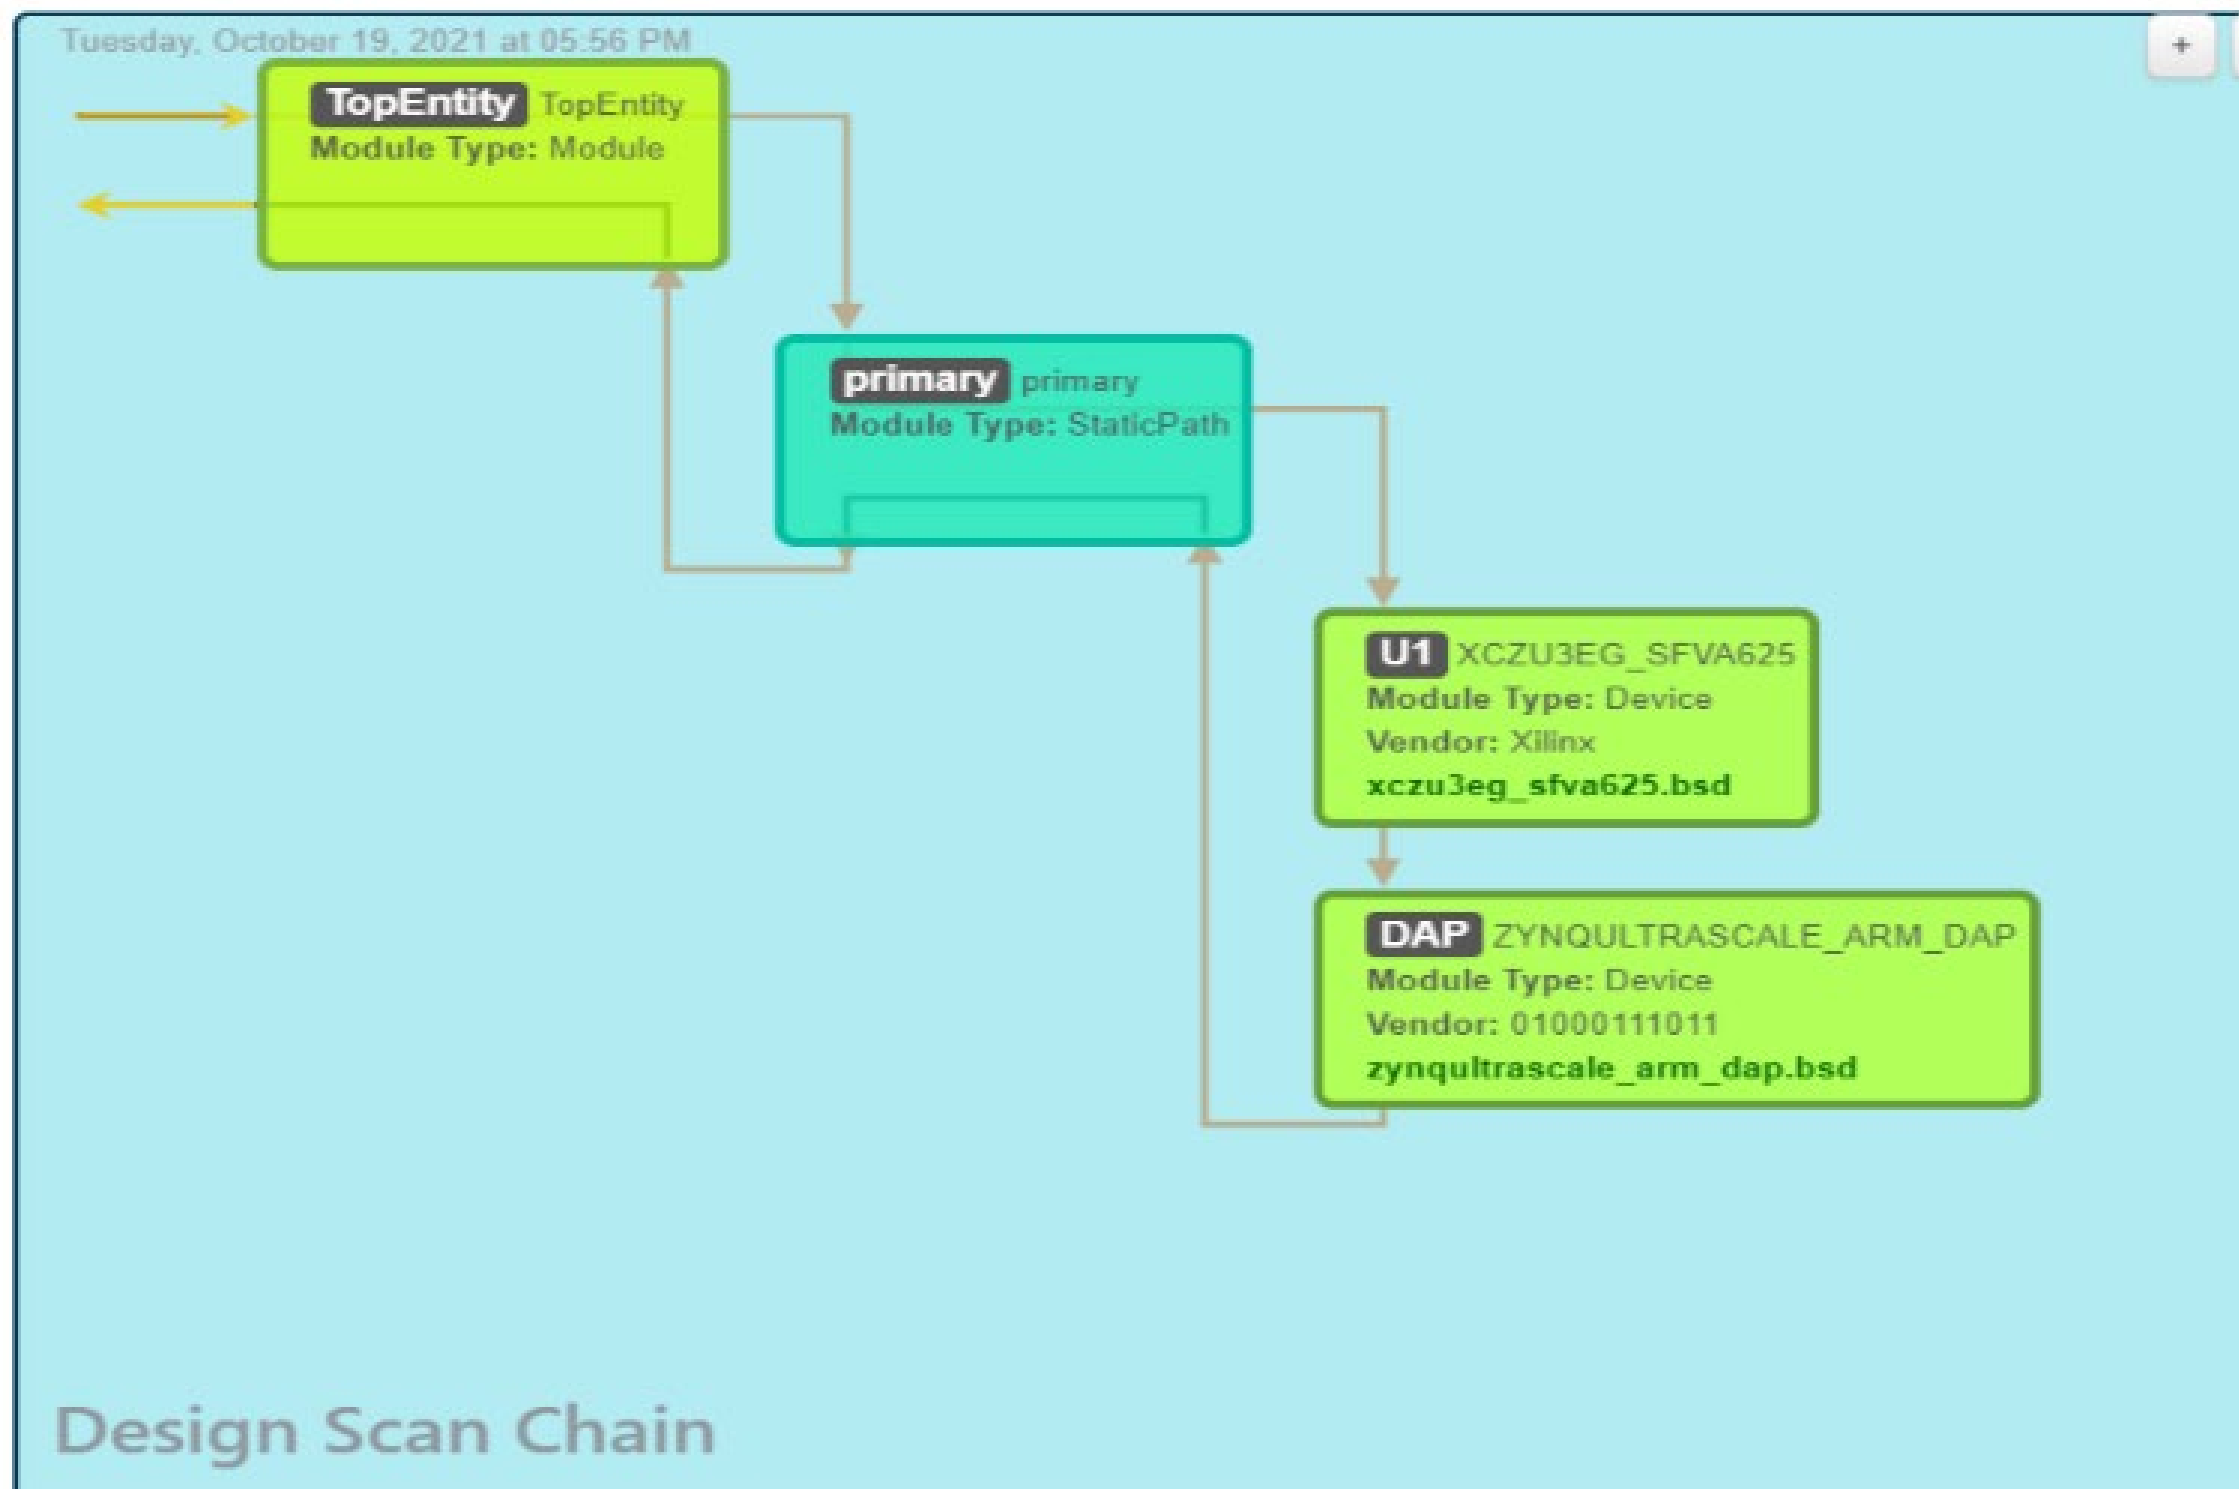 Tuesday, October 19, 2021 at 05:56 PM
+
TopEntity TopEntity
Module Type: Module
primary primary
Module Type: StaticPath
U1 XCZU3EG_SFVA625
Module Type: Device
Vendor: Xilinx
xczu3eg_sfva625.bsd
DAP ZYNQULTRASCALE_ARM_DAP
Module Type: Device
Vendor: 01000111011
zynqultrascale_arm_dap.bsd
Design Scan Chain